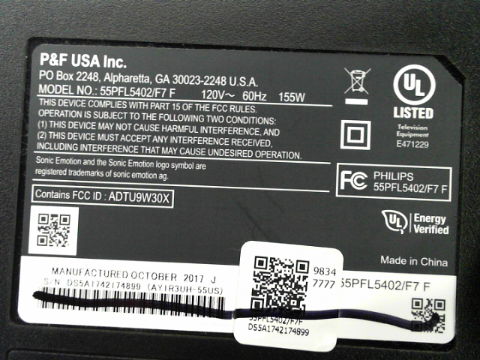 P&F USA Inc.
PO Box 2248, Alpharetta, GA 30023-2248 U.S.A.
MODEL NO.: 55PFL5402/F7 F 120V~ 60Hz 155W
THIS DEVICE COMPLIES WITH PART 15 OF THE FCC RULES.
OPERATION IS SUBJECT TO THE FOLLOWING TWO CONDITIONS:
(1) THIS DEVICE MAY NOT CAUSE HARMFUL INTERFERENCE, AND
(2) THIS DEVICE MUST ACCEPT ANY INTERFERENCE RECEIVED,
INCLUDING INTERFERENCE THAT MAY CAUSE UNDESIRED OPERATION.
Sonic Emotion and the Sonic Emotion logo symbol are
registered trademarks of sonic emotion ag.
Contains FCC ID : ADTU9W30X
UL
LISTED
Television
Equipment
E471229
FC PHILIPS
55PFL5402/F7 F
UL Energy
Verified
Made in China
MANUFACTURED OCTOBER 2017 J
S/N DS5A1742174899 (AY1R3UH-55US)
9834
7777
55PFL5402/F7F
DS5A1742174899
55PFL5402/F7 F